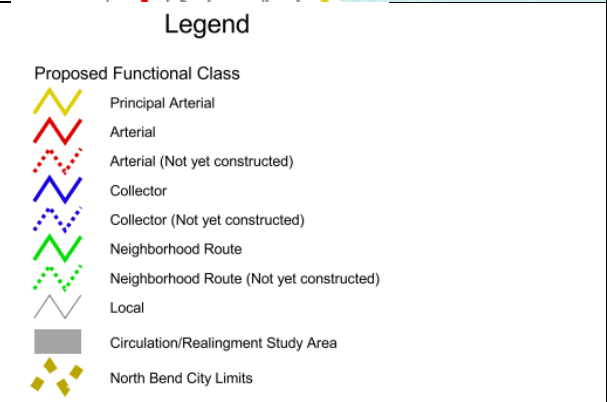 Legend
Proposed Functional Class
Principal Arterial
Arterial
Arterial (Not yet constructed)
Collector
Collector (Not yet constructed)
Neighborhood Route
Neighborhood Route (Not yet constructed)
Local
Circulation/Realingment Study Area
North Bend City Limits